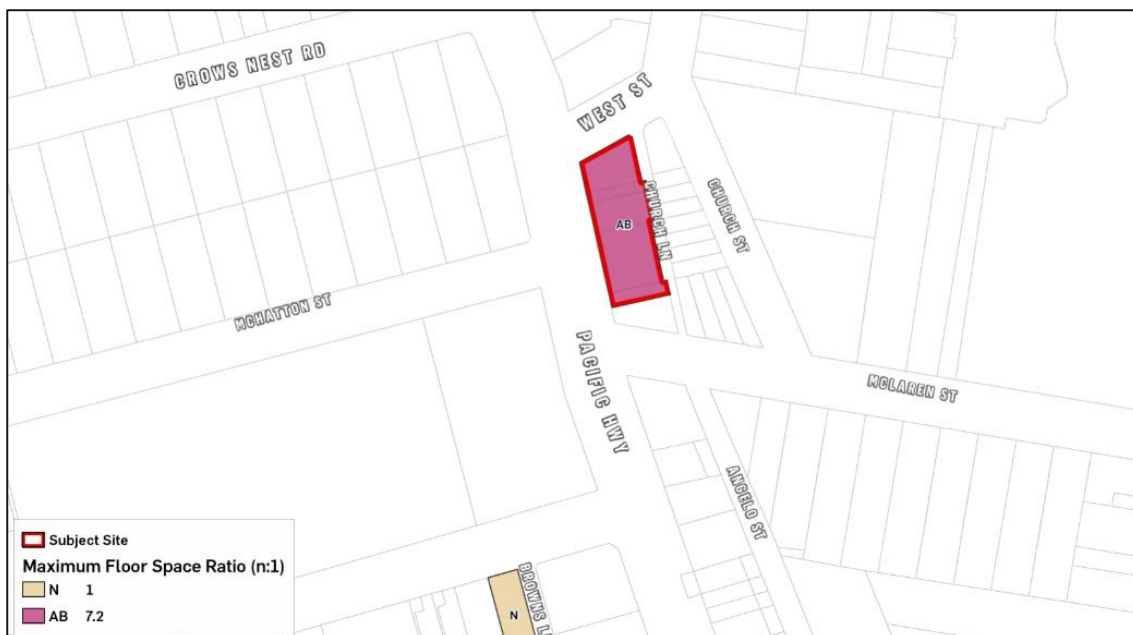 CROWS NEST RD
WEST ST
CHURCH LN
CHURCH ST
AB
MCHATTON ST
PACIFIC HWY
MCLAREN ST
ANGELO ST
BROWNS L
N
Subject Site
Maximum Floor Space Ratio (n:1)
N 1
AB 7.2